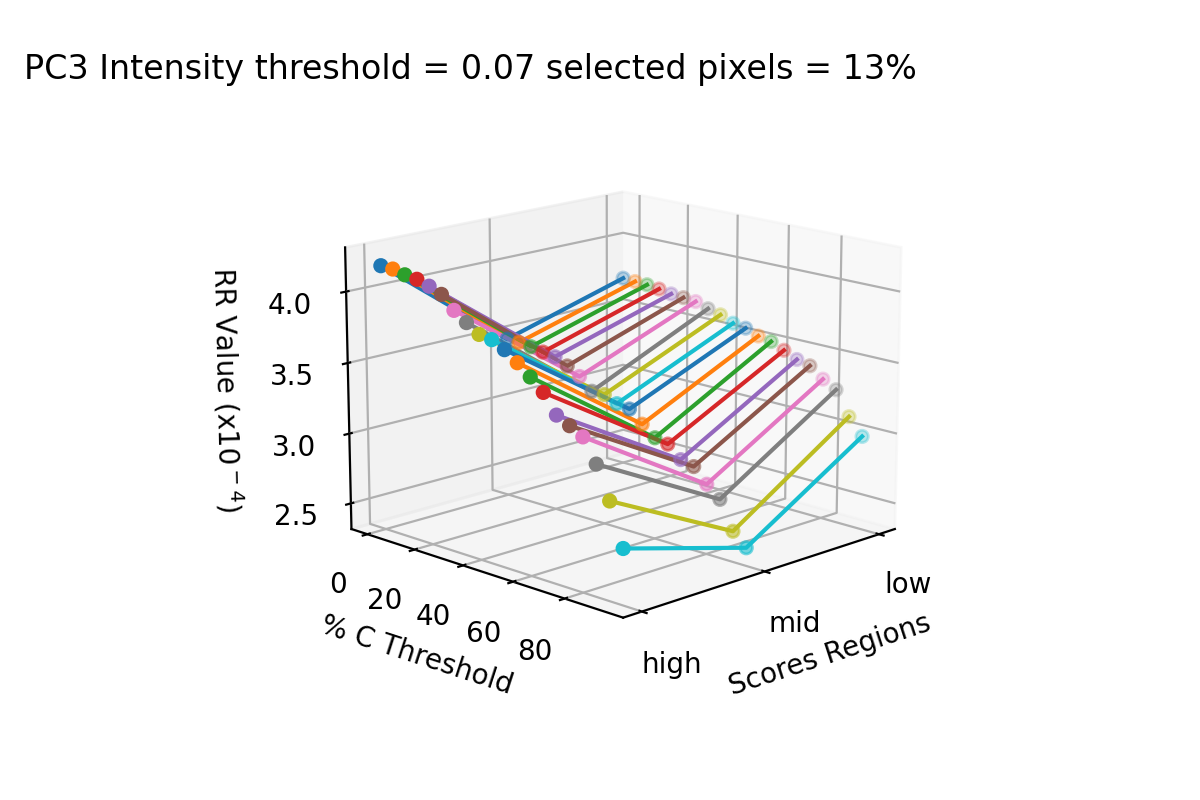 PC3 Intensity threshold = 0.07 selected pixels = 13%
RR Value (x10⁻⁴)
4.0
3.5
3.0
2.5
0
20
40
60
80
% C Threshold
high
mid
low
Scores Regions